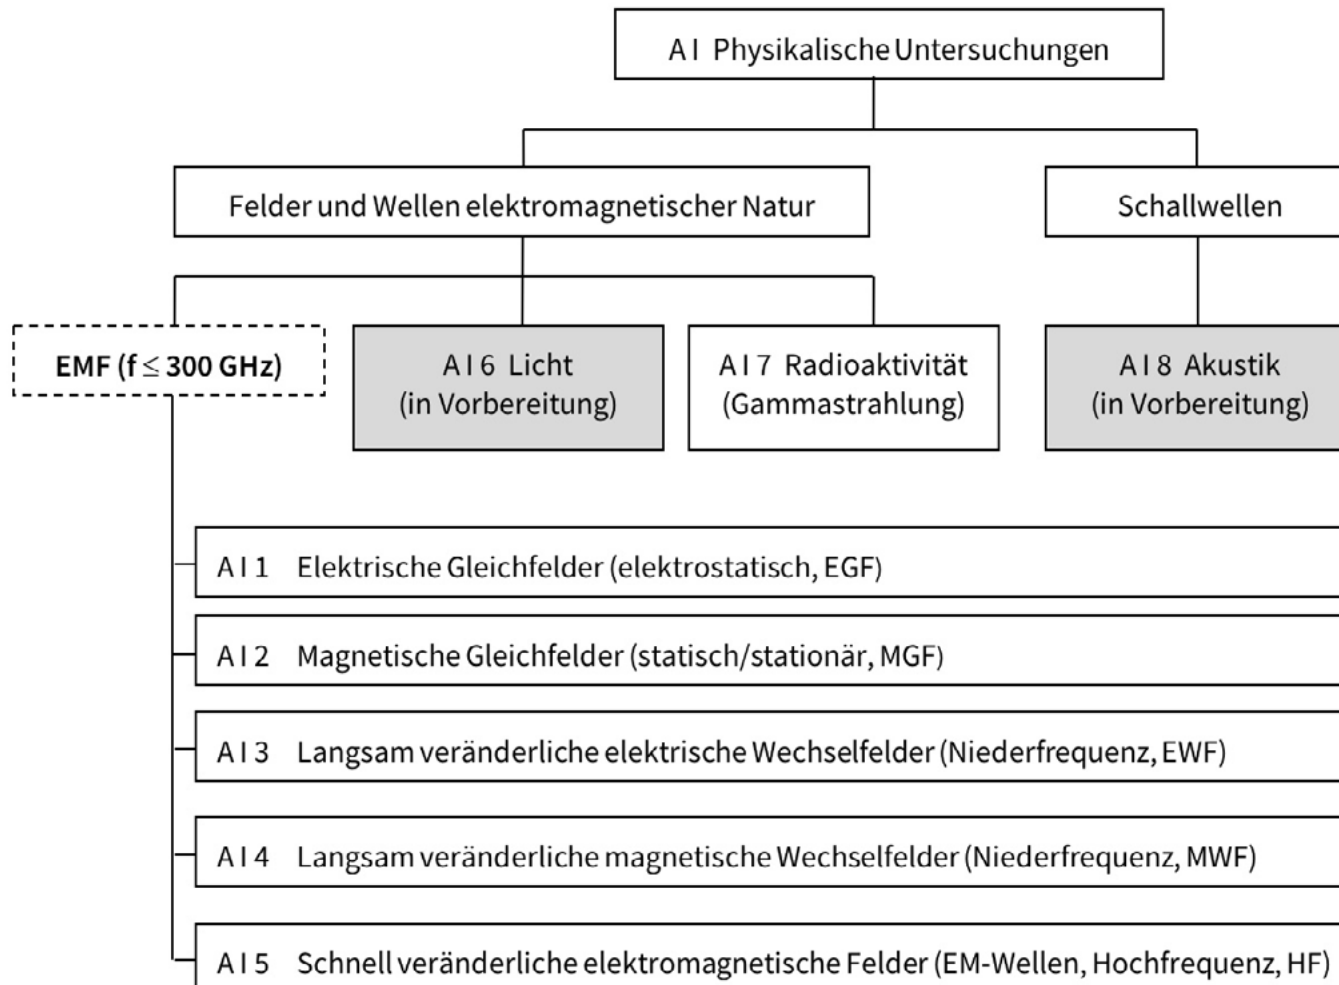 A I Physikalische Untersuchungen
Felder und Wellen elektromagnetischer Natur
Schallwellen
EMF (f ≤ 300 GHz)
A I 6 Licht
(in Vorbereitung)
A I 7 Radioaktivität
(Gammastrahlung)
A I 8 Akustik
(in Vorbereitung)
A I 1 Elektrische Gleichfelder (elektrostatisch, EGF)
A I 2 Magnetische Gleichfelder (statisch/stationär, MGF)
A I 3 Langsam veränderliche elektrische Wechselfelder (Niederfrequenz, EWF)
A I 4 Langsam veränderliche magnetische Wechselfelder (Niederfrequenz, MWF)
A I 5 Schnell veränderliche elektromagnetische Felder (EM-Wellen, Hochfrequenz, HF)